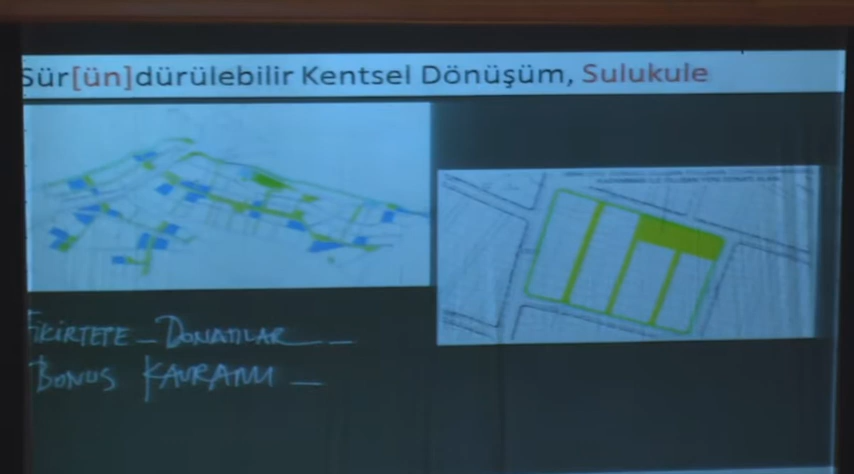 Sür[ün]dürülebilir Kentsel Dönüşüm, Sulukule
FİKİRTEPE _ DONATILAR _
BONUS KAVRAMI _